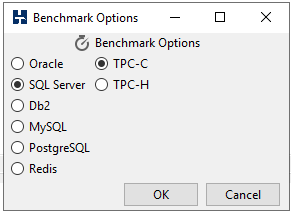 Benchmark Options
Benchmark Options
Oracle TPC-C
SQL Server TPC-H
Db2
MySQL
PostgreSQL
Redis
OK Cancel